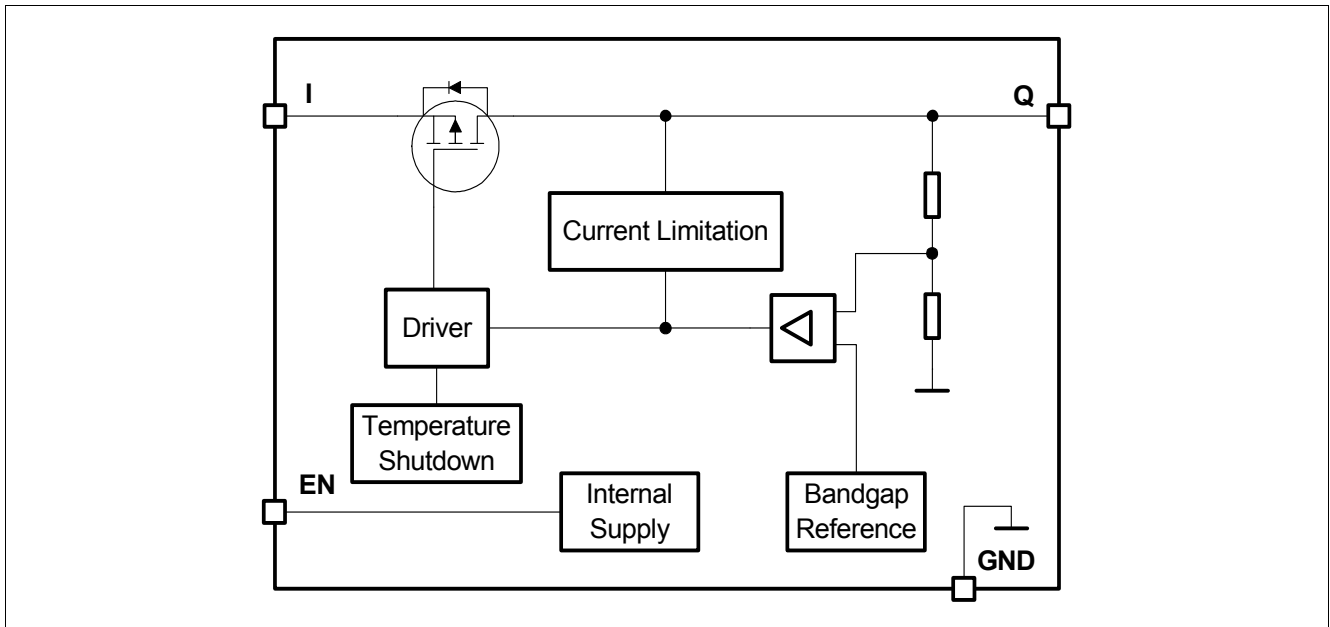 I
Q
Current Limitation
Driver
Temperature
Shutdown
EN
Internal
Supply
Bandgap
Reference
GND